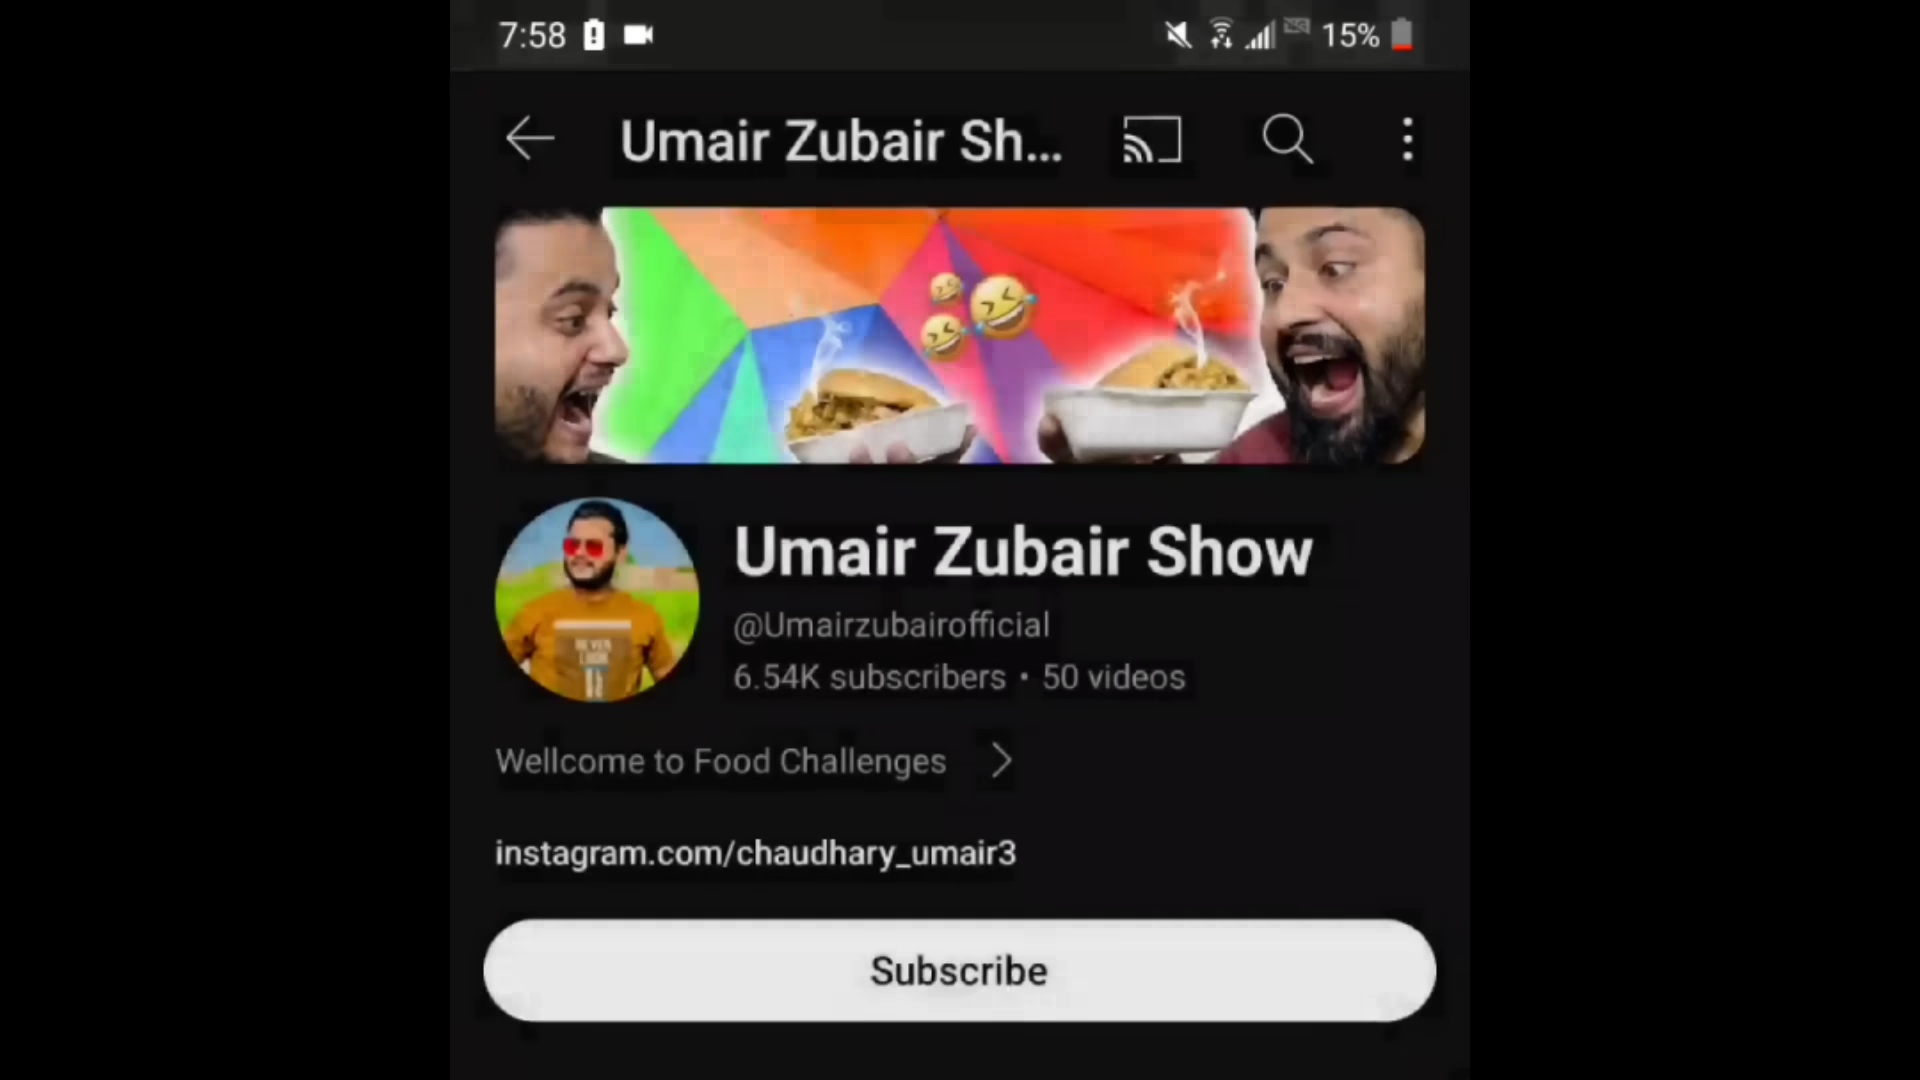 7:58 15%
Umair Zubair Sh...
Umair Zubair Show
@Umairzubairofficial
6.54K subscribers • 50 videos
Wellcome to Food Challenges
instagram.com/chaudhary_umair3
Subscribe